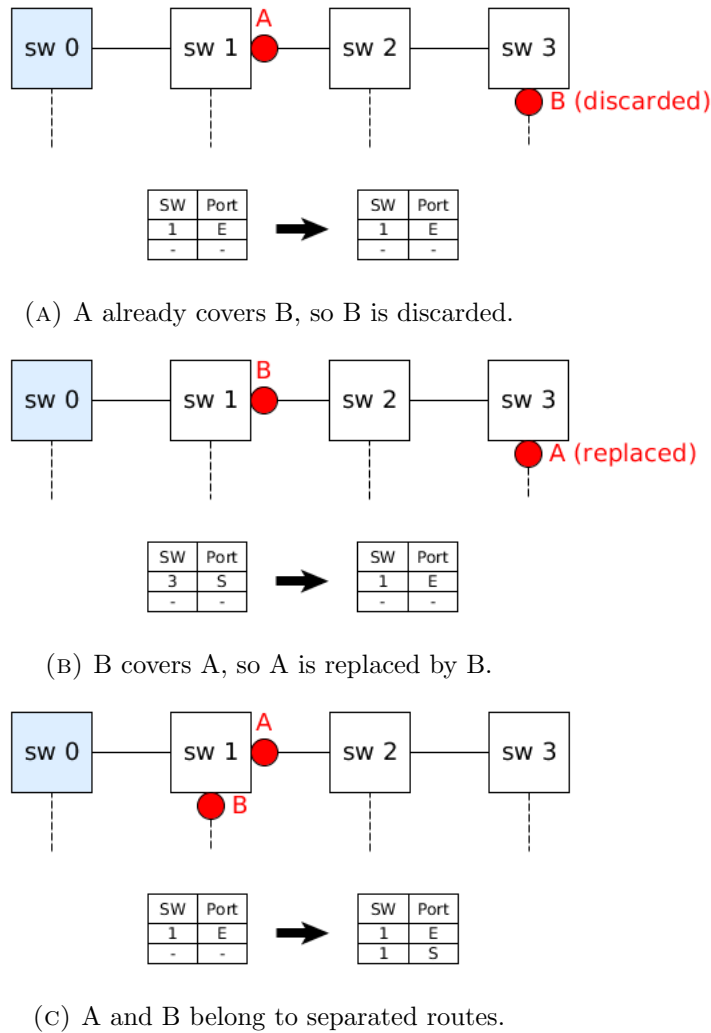 A
sw 0 sw 1 sw 2 sw 3
B (discarded)
SW Port SW Port
1 E 1 E
- - - -
(A) A already covers B, so B is discarded.
B
sw 0 sw 1 sw 2 sw 3
A (replaced)
SW Port SW Port
3 S 1 E
- - - -
(B) B covers A, so A is replaced by B.
A
sw 0 sw 1 sw 2 sw 3
B
SW Port SW Port
1 E 1 E
- - 1 S
(C) A and B belong to separated routes.